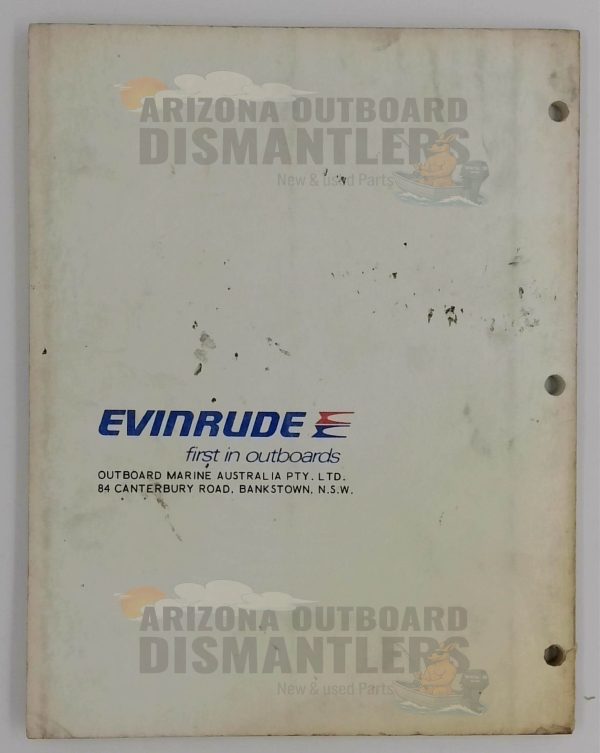 ARIZONA OUTBOARD
DISMANTLERS
New & used Parts
EVINRUDE
first in outboards
OUTBOARD MARINE AUSTRALIA PTY. LTD.
84 CANTERBURY ROAD, BANKSTOWN, N.S.W.
ARIZONA OUTBOARD
DISMANTLERS
New & used Parts